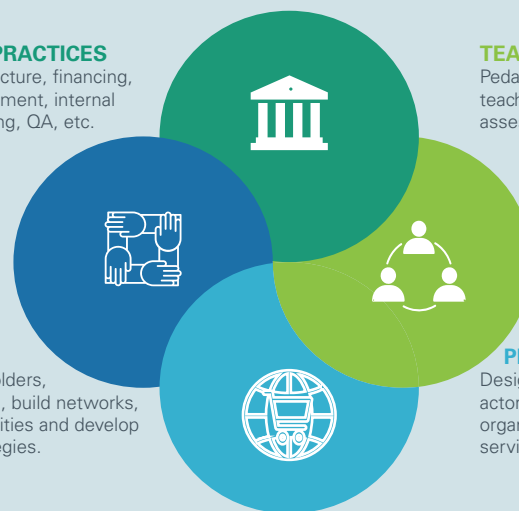 PRACTICES
cture, financing,
ment, internal
ng, QA, etc.
TEA
Peda
teach
asse
olders,
, build networks,
ities and develop
egies.
P
Desig
actor
organ
servi